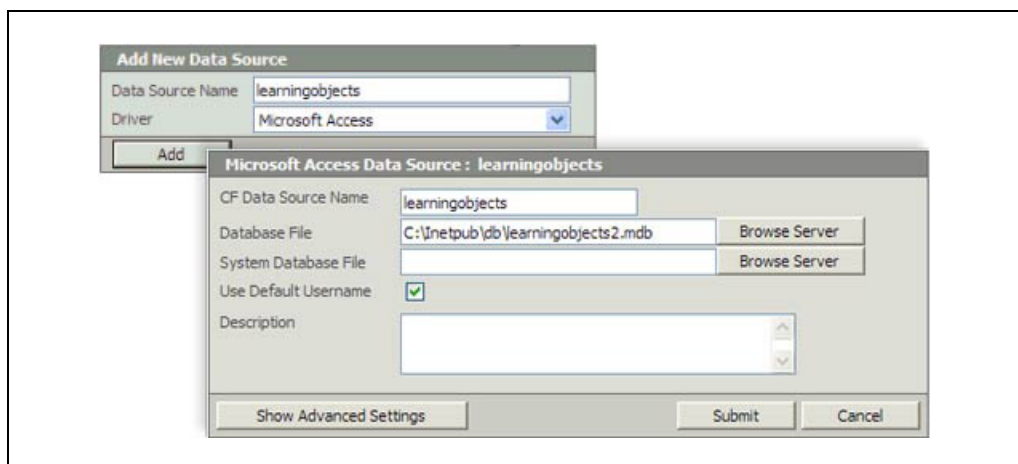 Add New Data Source
Data Source Name learningobjects
Driver Microsoft Access
Add
Microsoft Access Data Source : learningobjects
CF Data Source Name learningobjects
Database File C:\Inetpub\db\learningobjects2.mdb Browse Server
System Database File Browse Server
Use Default Username
Description
Show Advanced Settings Submit Cancel